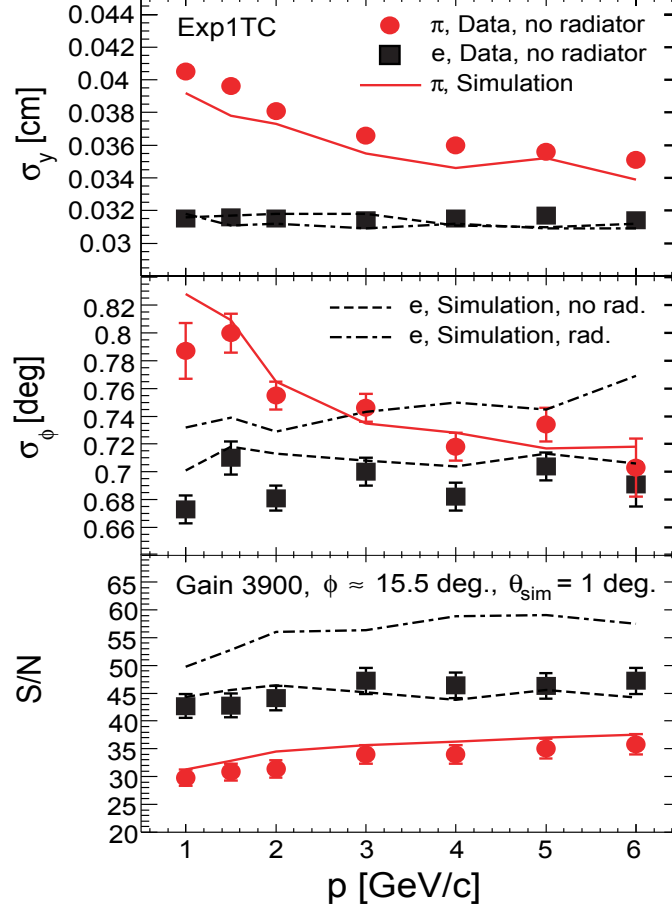 Exp1TC
π, Data, no radiator
e, Data, no radiator
π, Simulation
σy [cm]
0.044
0.042
0.04
0.038
0.036
0.034
0.032
0.03
e, Simulation, no rad.
e, Simulation, rad.
σϕ [deg]
0.82
0.8
0.78
0.76
0.74
0.72
0.7
0.68
0.66
Gain 3900, ϕ ≈ 15.5 deg., θsim = 1 deg.
S/N
65
60
55
50
45
40
35
30
25
20
1 2 3 4 5 6
p [GeV/c]